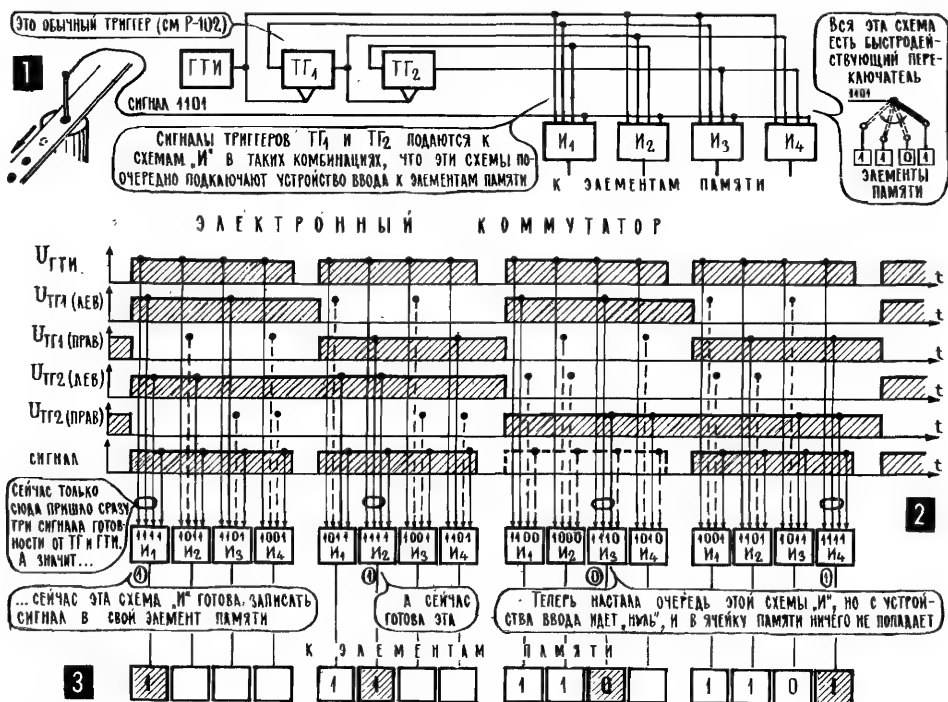 ЭТО ОБЫЧНЫЙ ТРИГГЕР (СМ Р-102)
1
ГТИ
ТГ1
ТГ2
СИГНАЛ 1101
СИГНАЛЫ ТРИГГЕРОВ ТГ1 И ТГ2 ПОДАЮТСЯ К
СХЕМАМ „И" В ТАКИХ КОМБИНАЦИЯХ, ЧТО ЭТИ СХЕМЫ ПО-
ОЧЕРЕДНО ПОДКЛЮЧАЮТ УСТРОЙСТВО ВВОДА К ЭЛЕМЕНТАМ ПАМЯТИ
И1 И2 И3 И4
К ЭЛЕМЕНТАМ ПАМЯТИ
ВСЯ ЭТА СХЕМА
ЕСТЬ БЫСТРОДЕЙ-
СТВУЮЩИЙ ПЕРЕ-
КЛЮЧАТЕЛЬ
1101
1 1 0 1
ЭЛЕМЕНТЫ
ПАМЯТИ
ЭЛЕКТРОННЫЙ КОММУТАТОР
UГТИ t
UТГ1 (ЛЕВ) t
UТГ1 (ПРАВ) t
UТГ2 (ЛЕВ) t
UТГ2 (ПРАВ) t
СИГНАЛ t
СЕЙЧАС ТОЛЬКО
СЮДА ПРИШЛО СРАЗУ
ТРИ СИГНАЛА ГОТОВ-
НОСТИ ОТ ТГ И ГТИ.
А ЗНАЧИТ...
2
1111 1011 1101 1001 1011 1111 1001 1101 1100 1000 1110 1010 1001 1101 1011 1111
И1 И2 И3 И4 И1 И2 И3 И4 И1 И2 И3 И4 И1 И2 И3 И4
1 1 0 1
...СЕЙЧАС ЭТА СХЕМА „И" ГОТОВА ЗАПИСАТЬ
СИГНАЛ В СВОЙ ЭЛЕМЕНТ ПАМЯТИ
А СЕЙЧАС
ГОТОВА ЭТА
ТЕПЕРЬ НАСТАЛА ОЧЕРЕДЬ ЭТОЙ СХЕМЫ „И", НО С УСТРОЙ-
СТВА ВВОДА ИДЕТ „НУЛЬ", И В ЯЧЕЙКУ ПАМЯТИ НИЧЕГО НЕ ПОПАДАЕТ
К ЭЛЕМЕНТАМ ПАМЯТИ
3
1 1 1 1 1 0 1 1 0 1